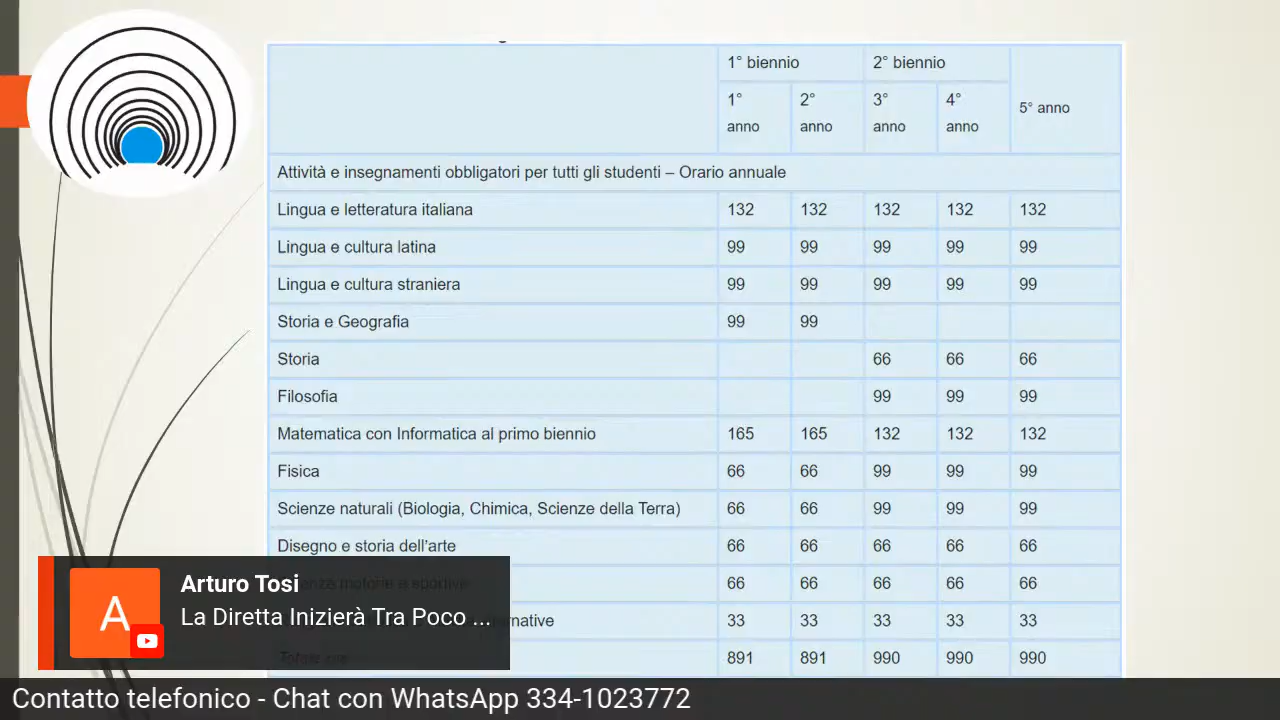 1° biennio 2° biennio
1° anno 2° anno 3° anno 4° anno 5° anno
Attività e insegnamenti obbligatori per tutti gli studenti – Orario annuale
Lingua e letteratura italiana 132 132 132 132 132
Lingua e cultura latina 99 99 99 99 99
Lingua e cultura straniera 99 99 99 99 99
Storia e Geografia 99 99
Storia 66 66 66
Filosofia 99 99 99
Matematica con Informatica al primo biennio 165 165 132 132 132
Fisica 66 66 99 99 99
Scienze naturali (Biologia, Chimica, Scienze della Terra) 66 66 99 99 99
Disegno e storia dell'arte 66 66 66 66 66
motorie e sportive 66 66 66 66 66
33 33 33 33 33
Totale ore 891 891 990 990 990
A
Arturo Tosi
La Diretta Inizierà Tra Poco ...
Contatto telefonico - Chat con WhatsApp 334-1023772